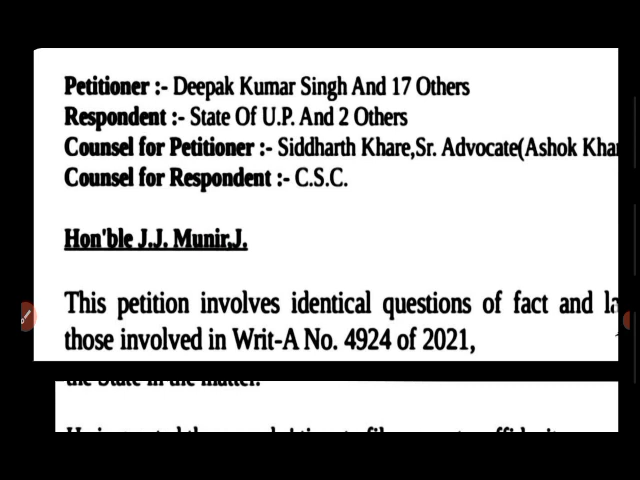 Petitioner :- Deepak Kumar Singh And 17 Others
Respondent :- State Of U.P. And 2 Others
Counsel for Petitioner :- Siddharth Khare,Sr. Advocate(Ashok
Counsel for Respondent :- C.S.C.
Hon'ble J.J. Munir,J.
This petition involves identical questions of fact and
those involved in Writ-A No. 4924 of 2021,
the State in the matter.